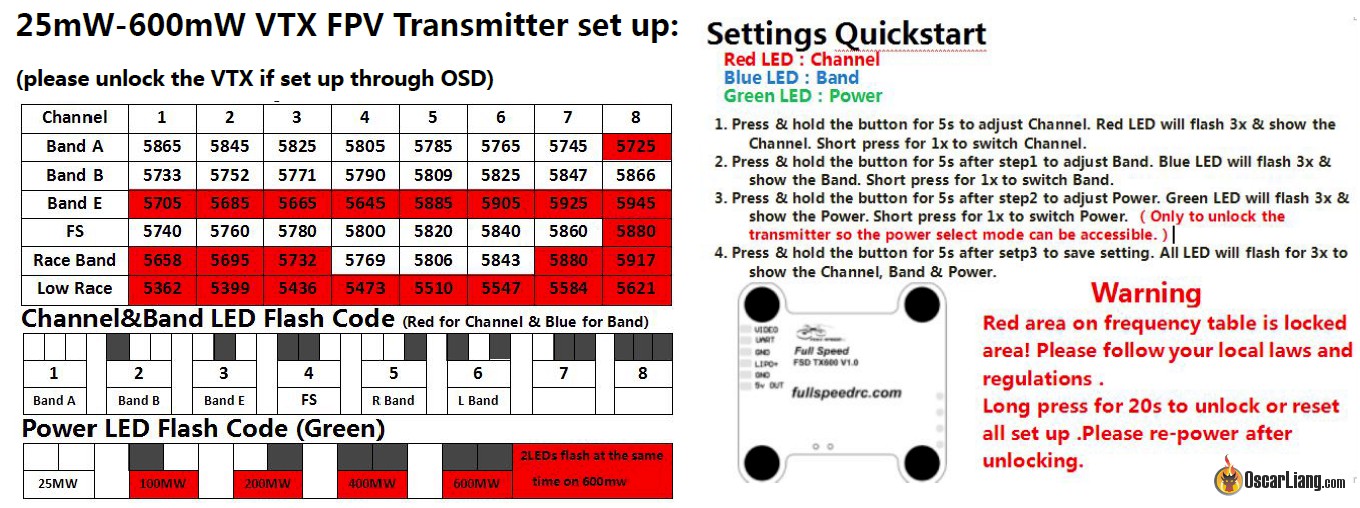 25mW-600mW VTX FPV Transmitter set up:
(please unlock the VTX if set up through OSD)
Channel 1 2 3 4 5 6 7 8
Band A 5865 5845 5825 5805 5785 5765 5745 5725
Band B 5733 5752 5771 5790 5809 5825 5847 5866
Band E 5705 5685 5665 5645 5885 5905 5925 5945
FS 5740 5760 5780 5800 5820 5840 5860 5880
Race Band 5658 5695 5732 5769 5806 5843 5880 5917
Low Race 5362 5399 5436 5473 5510 5547 5584 5621
Channel&Band LED Flash Code (Red for Channel & Blue for Band)
1 2 3 4 5 6 7 8
Band A Band B Band E FS R Band L Band
Power LED Flash Code (Green)
25MW 100MW 200MW 400MW 600MW
2LEDs flash at the same
time on 600mw
Settings Quickstart
Red LED : Channel
Blue LED : Band
Green LED : Power
1. Press & hold the button for 5s to adjust Channel. Red LED will flash 3x & show the
Channel. Short press for 1x to switch Channel.
2. Press & hold the button for 5s after step1 to adjust Band. Blue LED will flash 3x &
show the Band. Short press for 1x to switch Band.
3. Press & hold the button for 5s after step2 to adjust Power. Green LED will flash 3x &
show the Power. Short press for 1x to switch Power. ( Only to unlock the
transmitter so the power select mode can be accessible. )
4. Press & hold the button for 5s after setp3 to save setting. All LED will flash for 3x to
show the Channel, Band & Power.
VIDEO
UART
GND
LIPO+
GND
5v OUT
Full Speed
FSD TX600 V1.0
fullspeedrc.com
Warning
Red area on frequency table is locked
area! Please follow your local laws and
regulations .
Long press for 20s to unlock or reset
all set up .Please re-power after
unlocking.
OscarLiang.com